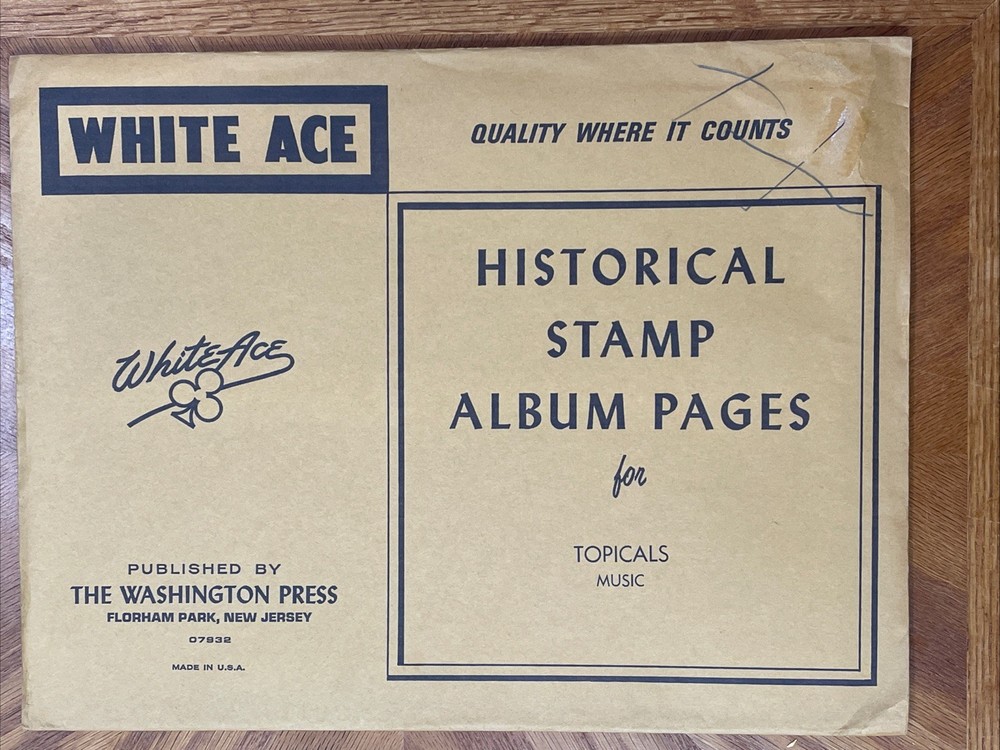 WHITE ACE
QUALITY WHERE IT COUNTS
HISTORICAL
STAMP
ALBUM PAGES
for
TOPICALS
MUSIC
White Ace
PUBLISHED BY
THE WASHINGTON PRESS
FLORHAM PARK, NEW JERSEY
07932
MADE IN U.S.A.